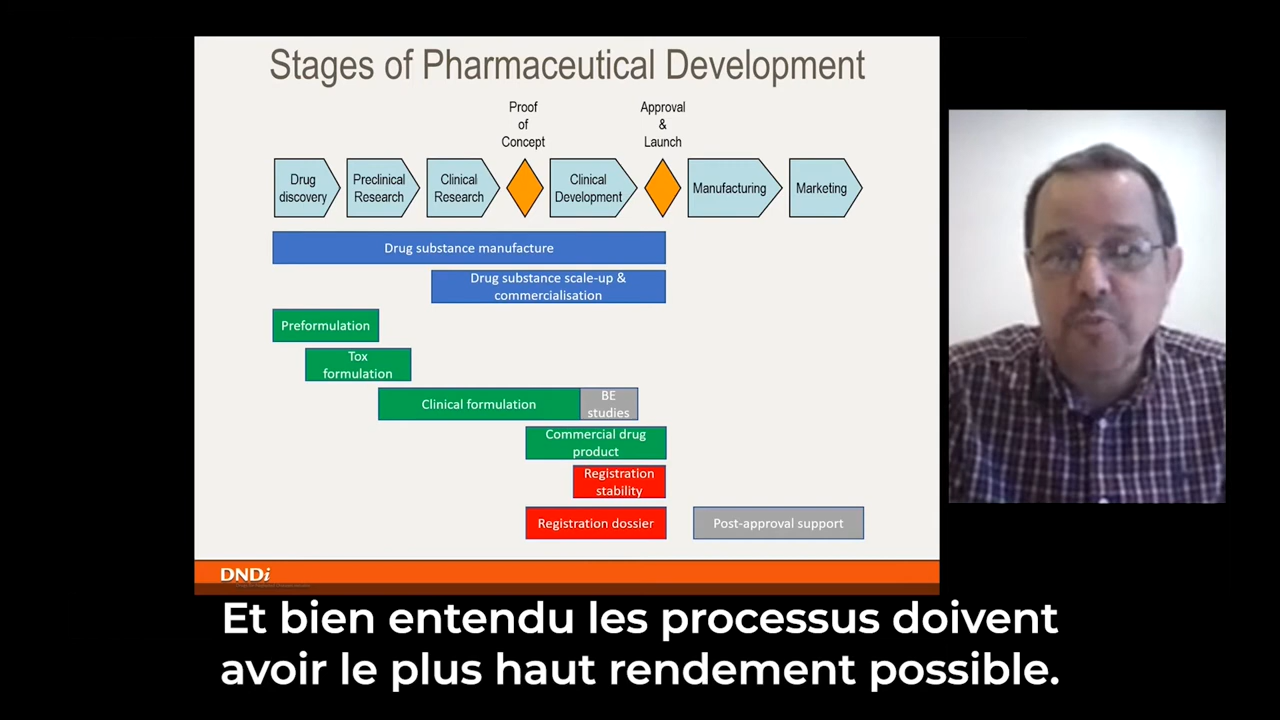 Stages of Pharmaceutical Development
Proof
of
Concept
Approval
&
Launch
Drug
discovery
Preclinical
Research
Clinical
Research
Clinical
Development
Manufacturing
Marketing
Drug substance manufacture
Drug substance scale-up &
commercialisation
Preformulation
Tox
formulation
Clinical formulation
BE
studies
Commercial drug
product
Registration
stability
Registration dossier
Post-approval support
DNDi
Et bien entendu les processus doivent
avoir le plus haut rendement possible.